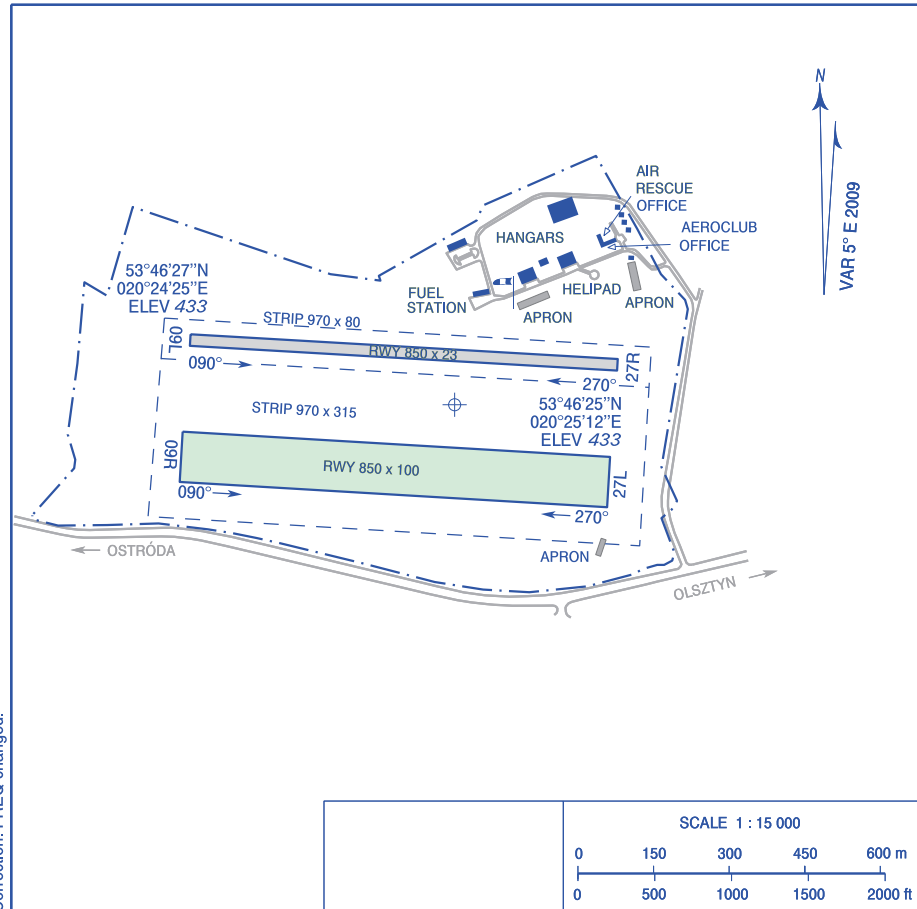 N
VAR 5° E 2009
AIR
RESCUE
OFFICE
AEROCLUB
OFFICE
HANGARS
HELIPAD
APRON
FUEL
STATION
APRON
53°46'27”N
020°24'25”E
ELEV 433
STRIP 970 x 80
09L
RWY 850 x 23
27R
090°
270°
53°46'25”N
020°25'12”E
ELEV 433
STRIP 970 x 315
09R
RWY 850 x 100
27L
090°
270°
APRON
OSTRÓDA
OLSZTYN
changed.
SCALE 1 : 15 000
0 150 300 450 600 m
0 500 1000 1500 2000 ft